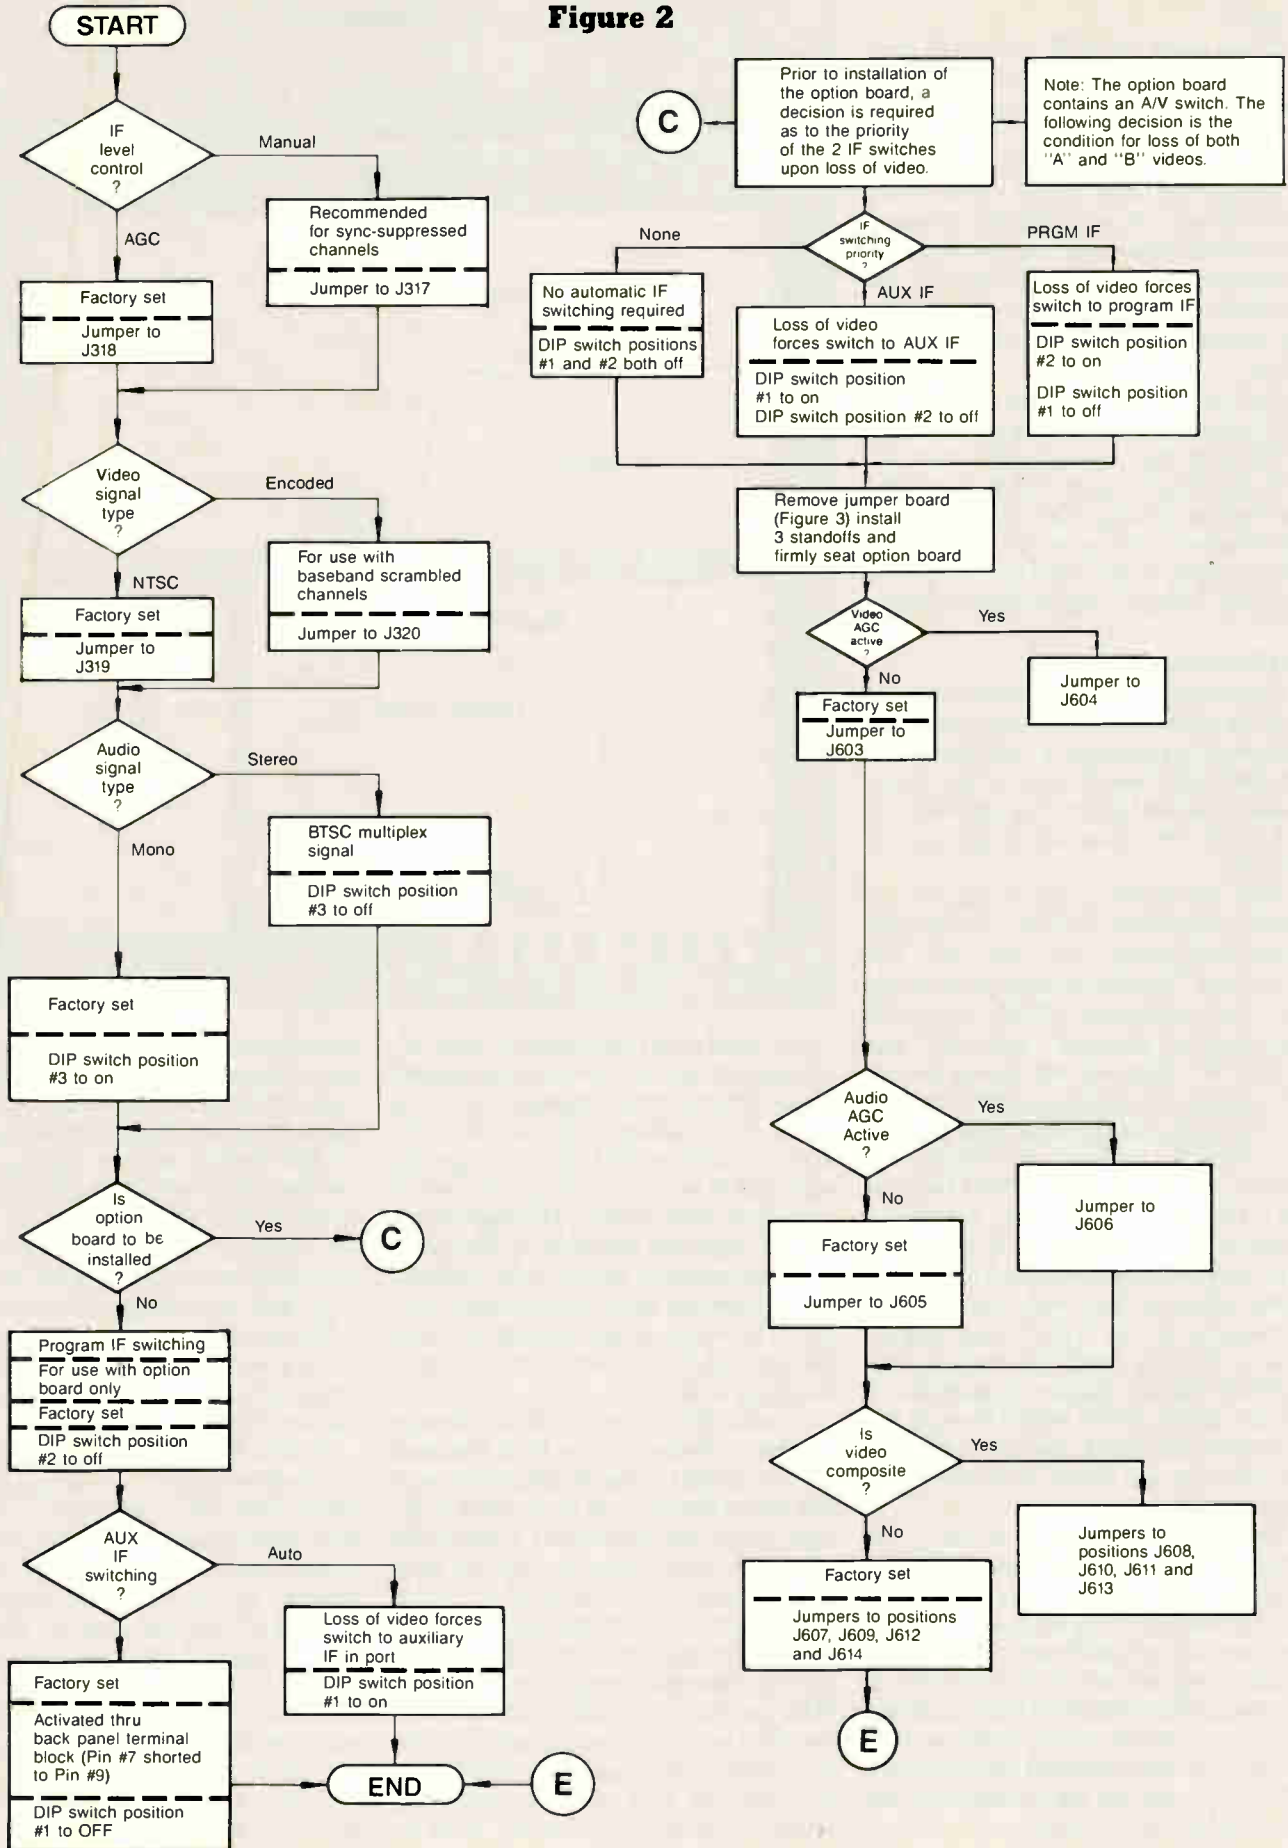 Figure 2
START
IF
level
control
?
Manual
AGC
Recommended
for sync-suppressed
channels
Jumper to J317
Factory set
Jumper to
J318
Video
signal
type
?
Encoded
NTSC
For use with
baseband scrambled
channels
Jumper to J320
Factory set
Jumper to
J319
Audio
signal
type
?
Stereo
Mono
BTSC multiplex
signal
DIP switch position
#3 to off
Factory set
DIP switch position
#3 to on
Is
option
board to be
installed
?
Yes
C
No
Program IF switching
For use with option
board only
Factory set
DIP switch position
#2 to off
AUX
IF
switching
?
Auto
Loss of video forces
switch to auxiliary
IF in port
DIP switch position
#1 to on
Factory set
Activated thru
back panel terminal
block (Pin #7 shorted
to Pin #9)
DIP switch position
#1 to OFF
END
E
C
Prior to installation of
the option board, a
decision is required
as to the priority
of the 2 IF switches
upon loss of video.
Note: The option board
contains an A/V switch. The
following decision is the
condition for loss of both
"A" and "B" videos.
IF
switching
priority
?
None
PRGM IF
AUX IF
No automatic IF
switching required
DIP switch positions
#1 and #2 both off
Loss of video
forces switch to AUX IF
DIP switch position
#1 to on
DIP switch position #2 to off
Loss of video forces
switch to program IF
DIP switch position
#2 to on
DIP switch position
#1 to off
Remove jumper board
(Figure 3) install
3 standoffs and
firmly seat option board
Video
AGC
active
?
Yes
No
Jumper to
J604
Factory set
Jumper to
J603
Audio
AGC
Active
?
Yes
No
Jumper to
J606
Factory set
Jumper to J605
Is
video
composite
?
Yes
No
Jumpers to
positions J608,
J610, J611 and
J613
Factory set
Jumpers to positions
J607, J609, J612
and J614
E